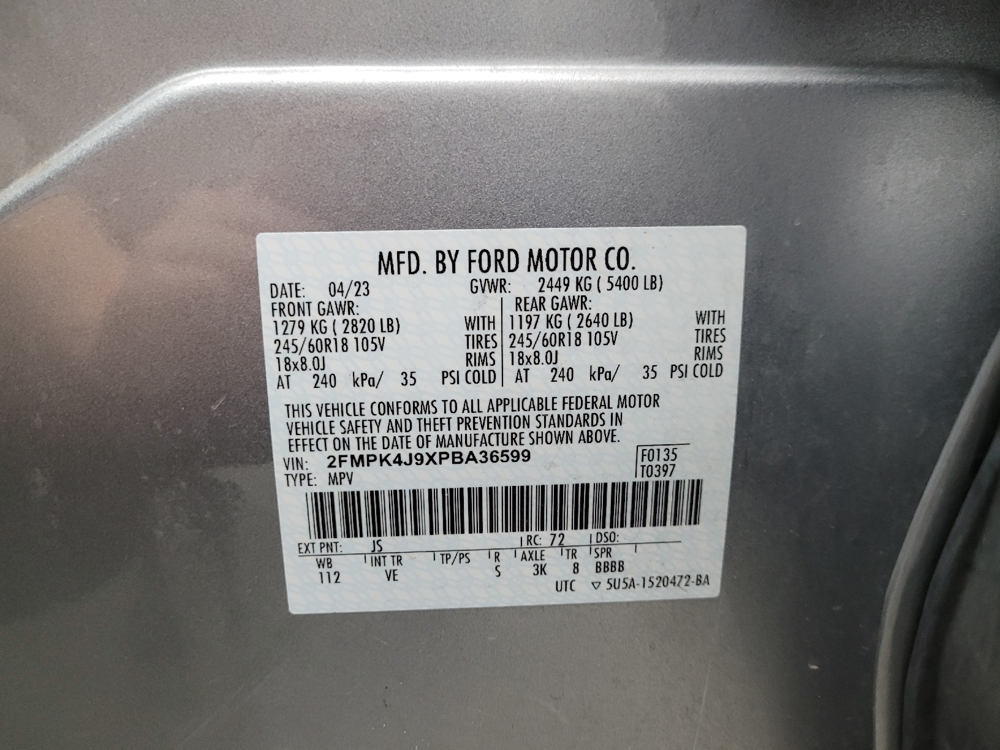 MFD. BY FORD MOTOR CO.
DATE: 04/23 GVWR: 2449 KG ( 5400 LB)
FRONT GAWR: REAR GAWR:
1279 KG ( 2820 LB) WITH 1197 KG ( 2640 LB) WITH
245/60R18 105V TIRES 245/60R18 105V TIRES
18x8.0J RIMS 18x8.0J RIMS
AT 240 kPa/ 35 PSI COLD AT 240 kPa/ 35 PSI COLD
THIS VEHICLE CONFORMS TO ALL APPLICABLE FEDERAL MOTOR
VEHICLE SAFETY AND THEFT PREVENTION STANDARDS IN
EFFECT ON THE DATE OF MANUFACTURE SHOWN ABOVE.
VIN: 2FMPK4J9XPBA36599 F0135
TYPE: MPV T0397
EXT PNT: JS RC: 72 DSO:
WB INT TR TP/PS R AXLE TR SPR
112 VE S 3K 8 BBBB
UTC ▽ 5U5A-1520472-BA